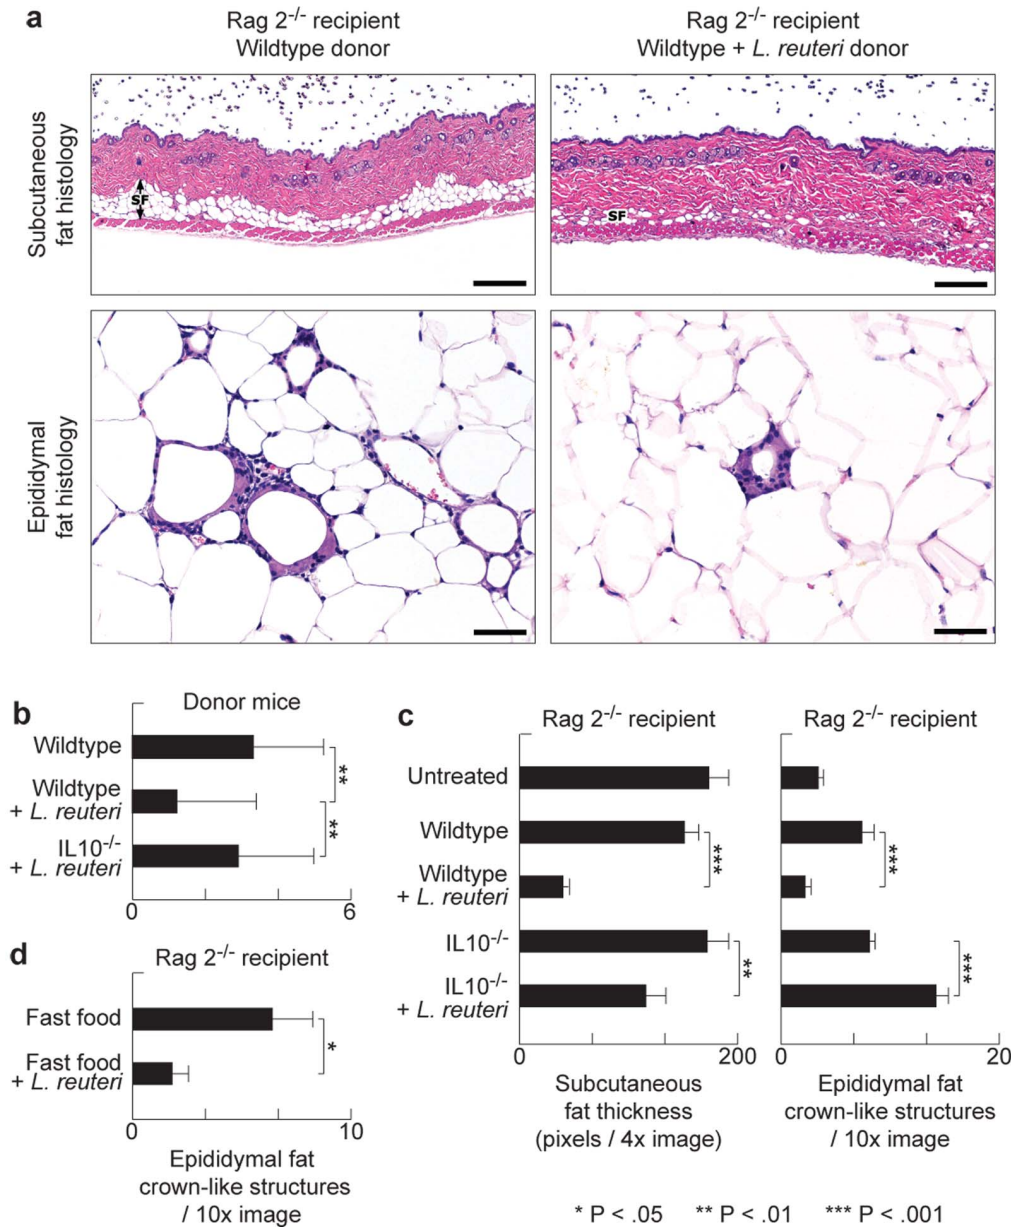 a
Rag 2-/- recipient
Wildtype donor
Rag 2-/- recipient
Wildtype + L. reuteri donor
Subcutaneous
fat histology
SF
SF
Epididymal
fat histology
b
Donor mice
Wildtype
Wildtype
+ L. reuteri
IL10-/-
+ L. reuteri
0
6
**
**
d
Rag 2-/- recipient
Fast food
Fast food
+ L. reuteri
*
0
10
Epididymal fat
crown-like structures
/ 10x image
c
Rag 2-/- recipient
Rag 2-/- recipient
Untreated
Wildtype
Wildtype
+ L. reuteri
IL10-/-
IL10-/-
+ L. reuteri
***
**
***
***
0
200
0
20
Subcutaneous
fat thickness
(pixels / 4x image)
Epididymal fat
crown-like structures
/ 10x image
* P < .05 ** P < .01 *** P < .001